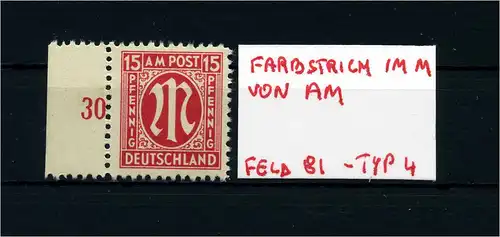 30
15 AM POST 15
PFENNIG M PFENNIG
DEUTSCHLAND
FARBSTRICH IM M
VON AM
FELD 81 - TYP 4